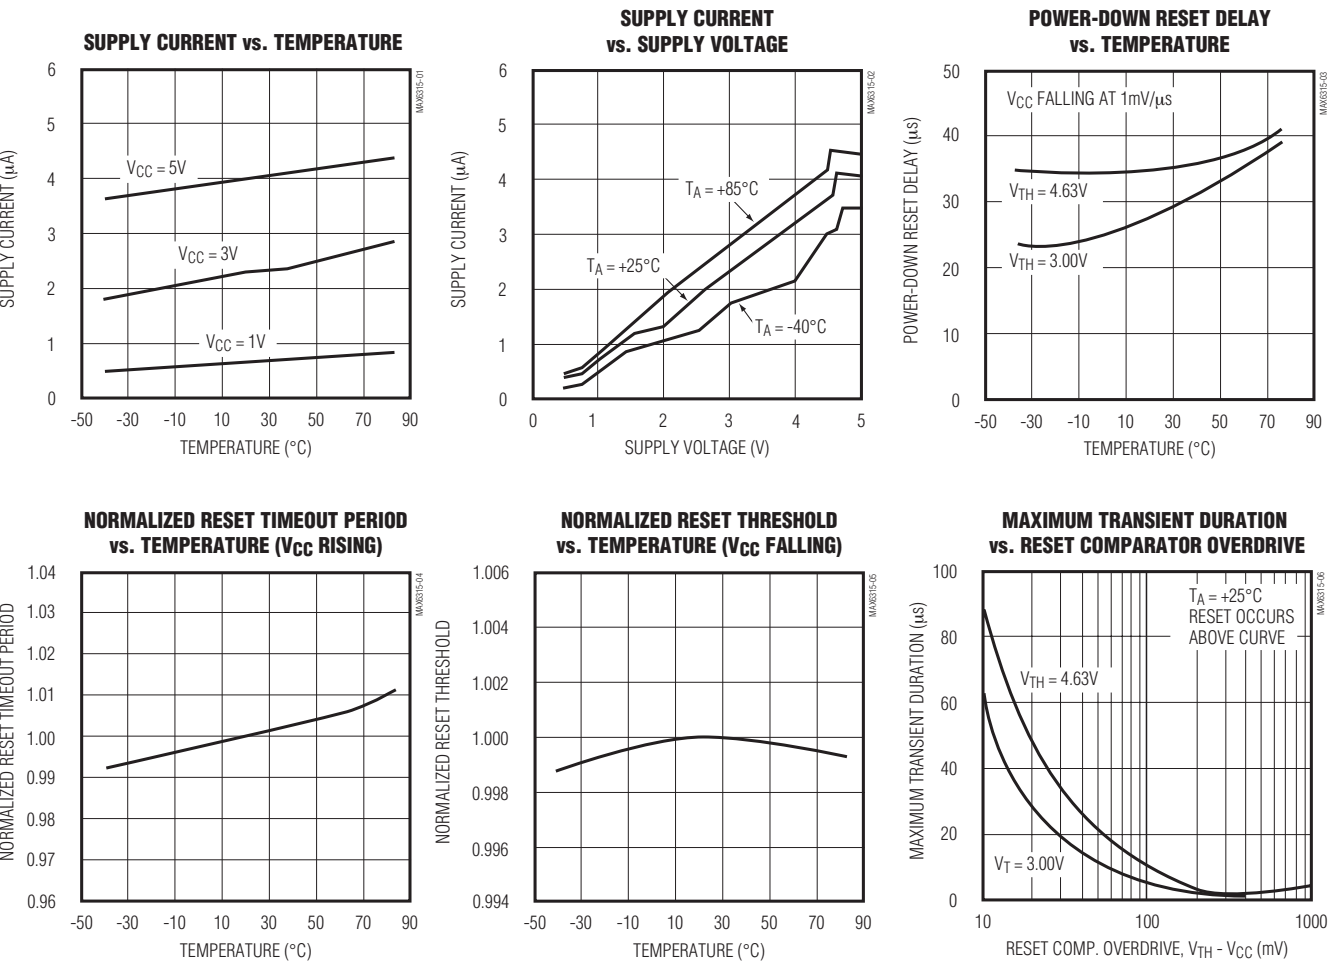 SUPPLY CURRENT vs. TEMPERATURE
6
5
4
3
2
1
0
SUPPLY CURRENT (μA)
MAX6315-01
VCC = 5V
VCC = 3V
VCC = 1V
-50 -30 -10 10 30 50 70 90
TEMPERATURE (°C)
SUPPLY CURRENT
vs. SUPPLY VOLTAGE
6
5
4
3
2
1
0
SUPPLY CURRENT (μA)
MAX6315-02
TA = +85°C
TA = +25°C
TA = -40°C
0 1 2 3 4 5
SUPPLY VOLTAGE (V)
POWER-DOWN RESET DELAY
vs. TEMPERATURE
50
40
30
20
10
0
POWER-DOWN RESET DELAY (μs)
MAX6315-03
VCC FALLING AT 1mV/μs
VTH = 4.63V
VTH = 3.00V
-50 -30 -10 10 30 50 70 90
TEMPERATURE (°C)
NORMALIZED RESET TIMEOUT PERIOD
vs. TEMPERATURE (VCC RISING)
1.04
1.03
1.02
1.01
1.00
0.99
0.98
0.97
0.96
NORMALIZED RESET TIMEOUT PERIOD
MAX6315-04
-50 -30 -10 10 30 50 70 90
TEMPERATURE (°C)
NORMALIZED RESET THRESHOLD
vs. TEMPERATURE (VCC FALLING)
1.006
1.004
1.002
1.000
0.998
0.996
0.994
NORMALIZED RESET THRESHOLD
MAX6315-05
-50 -30 -10 10 30 50 70 90
TEMPERATURE (°C)
MAXIMUM TRANSIENT DURATION
vs. RESET COMPARATOR OVERDRIVE
100
80
60
40
20
0
MAXIMUM TRANSIENT DURATION (μs)
MAX6315-06
TA = +25°C
RESET OCCURS
ABOVE CURVE
VTH = 4.63V
VT = 3.00V
10 100 1000
RESET COMP. OVERDRIVE, VTH - VCC (mV)